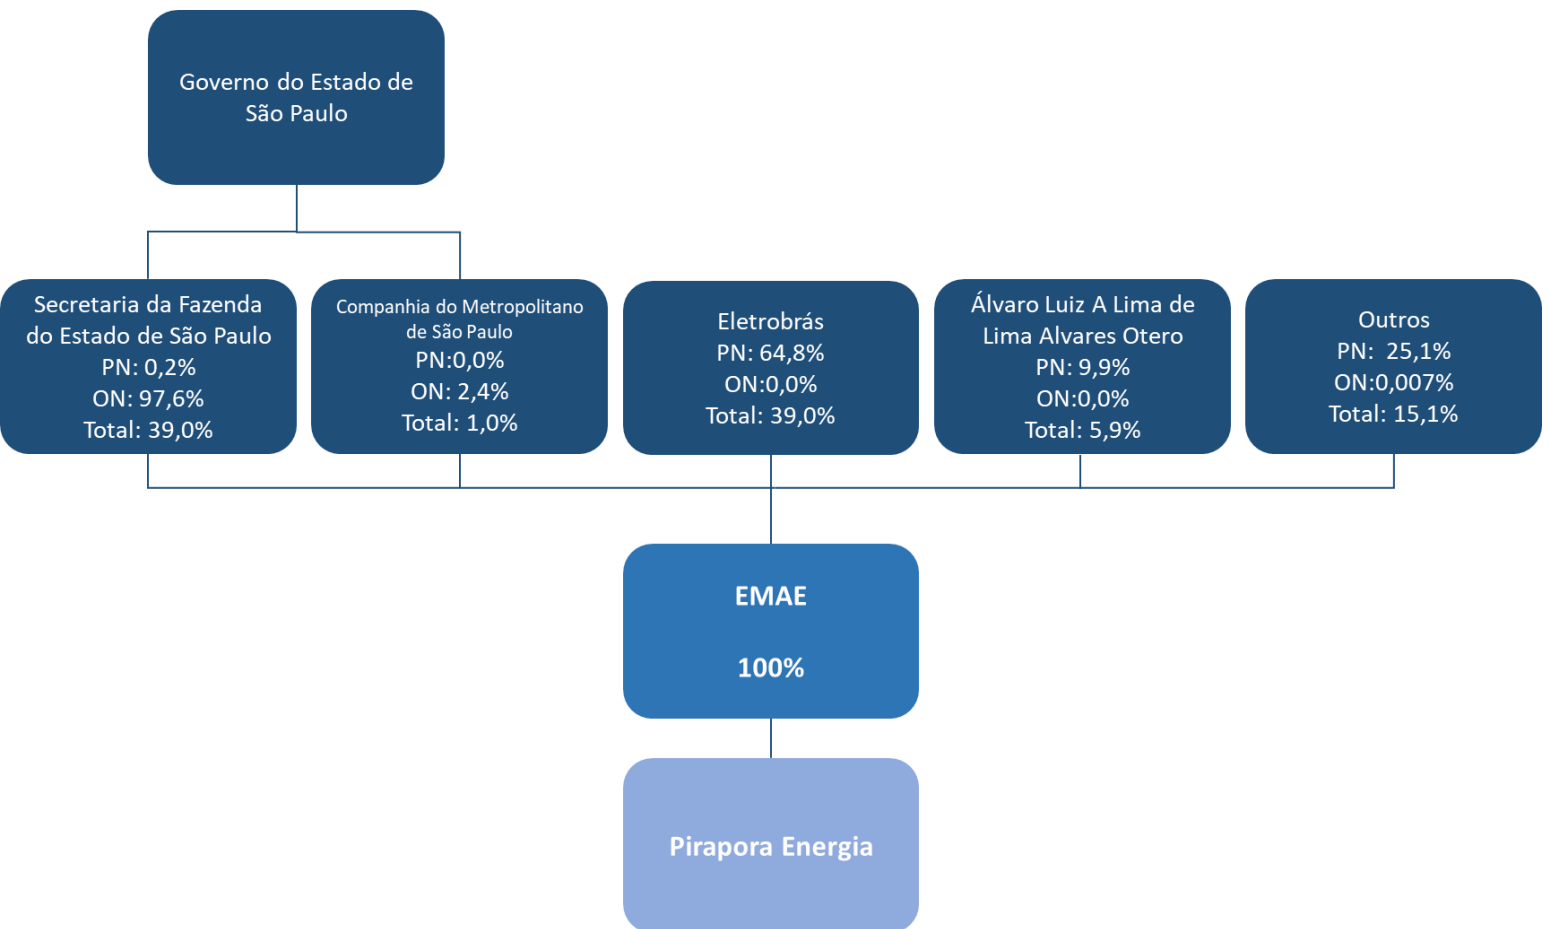 Governo do Estado de
São Paulo
Secretaria da Fazenda
do Estado de São Paulo
PN: 0,2%
ON: 97,6%
Total: 39,0%
Companhia do Metropolitano
de São Paulo
PN:0,0%
ON: 2,4%
Total: 1,0%
Eletrobrás
PN: 64,8%
ON:0,0%
Total: 39,0%
Álvaro Luiz A Lima de
Lima Alvares Otero
PN: 9,9%
ON:0,0%
Total: 5,9%
Outros
PN:  25,1%
ON:0,007%
Total: 15,1%
EMAE
100%
Pirapora Energia